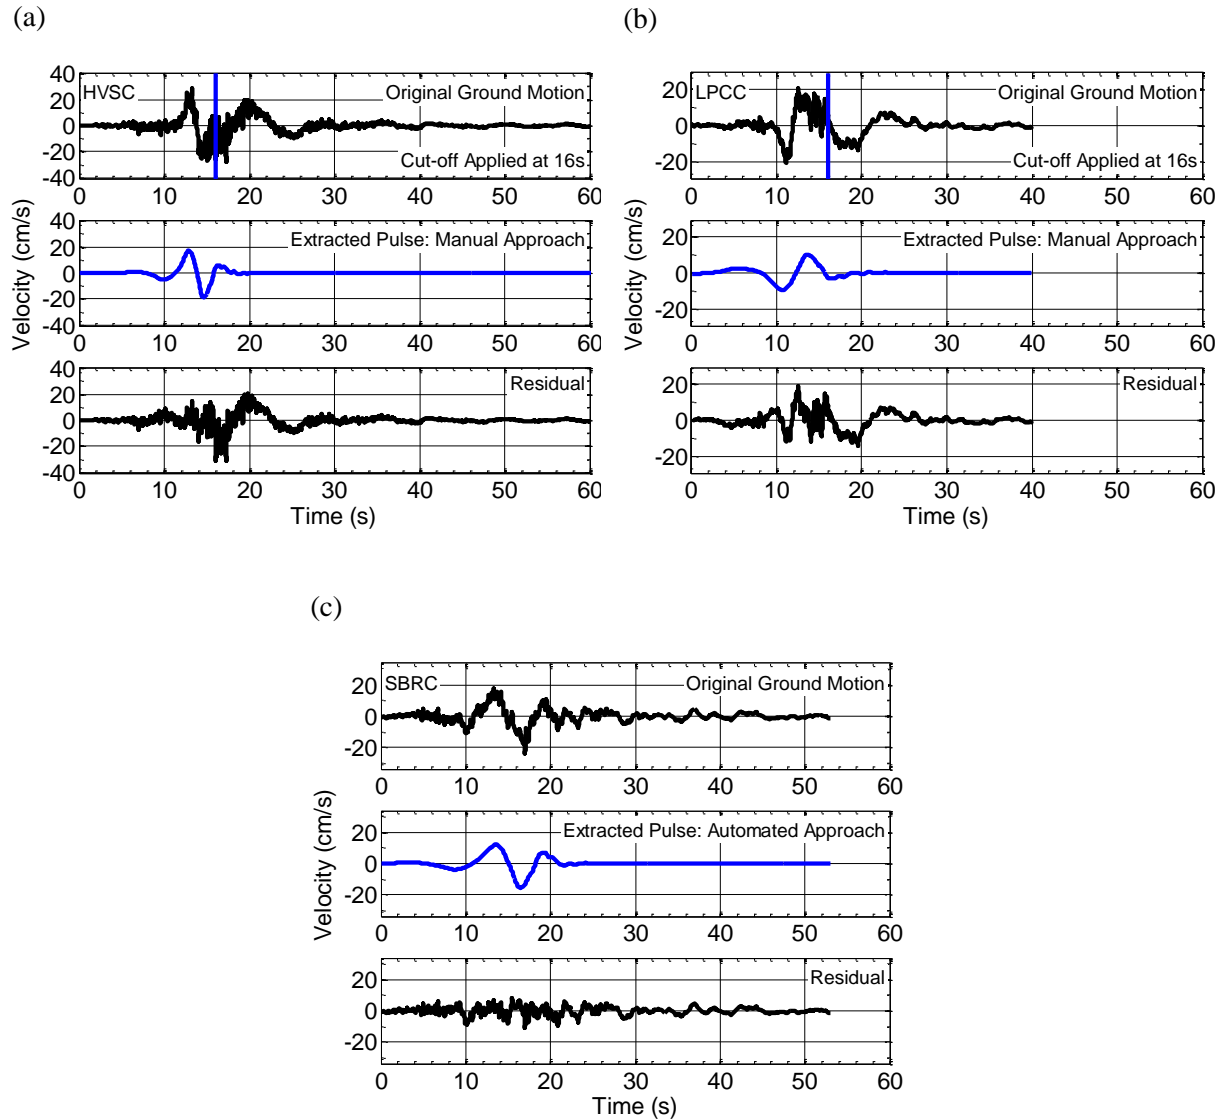 (a)
40
20
0
-20
-40
HVSC
Original Ground Motion
Cut-off Applied at 16s
0 10 20 30 40 50 60
40
20
0
-20
-40
Extracted Pulse: Manual Approach
0 10 20 30 40 50 60
40
20
0
-20
-40
Residual
0 10 20 30 40 50 60
Velocity (cm/s)
Time (s)
(b)
20
0
-20
LPCC
Original Ground Motion
Cut-off Applied at 16s
0 10 20 30 40 50 60
20
0
-20
Extracted Pulse: Manual Approach
0 10 20 30 40 50 60
20
0
-20
Residual
0 10 20 30 40 50 60
Velocity (cm/s)
Time (s)
(c)
20
0
-20
SBRC
Original Ground Motion
0 10 20 30 40 50 60
20
0
-20
Extracted Pulse: Automated Approach
0 10 20 30 40 50 60
20
0
-20
Residual
0 10 20 30 40 50 60
Velocity (cm/s)
Time (s)